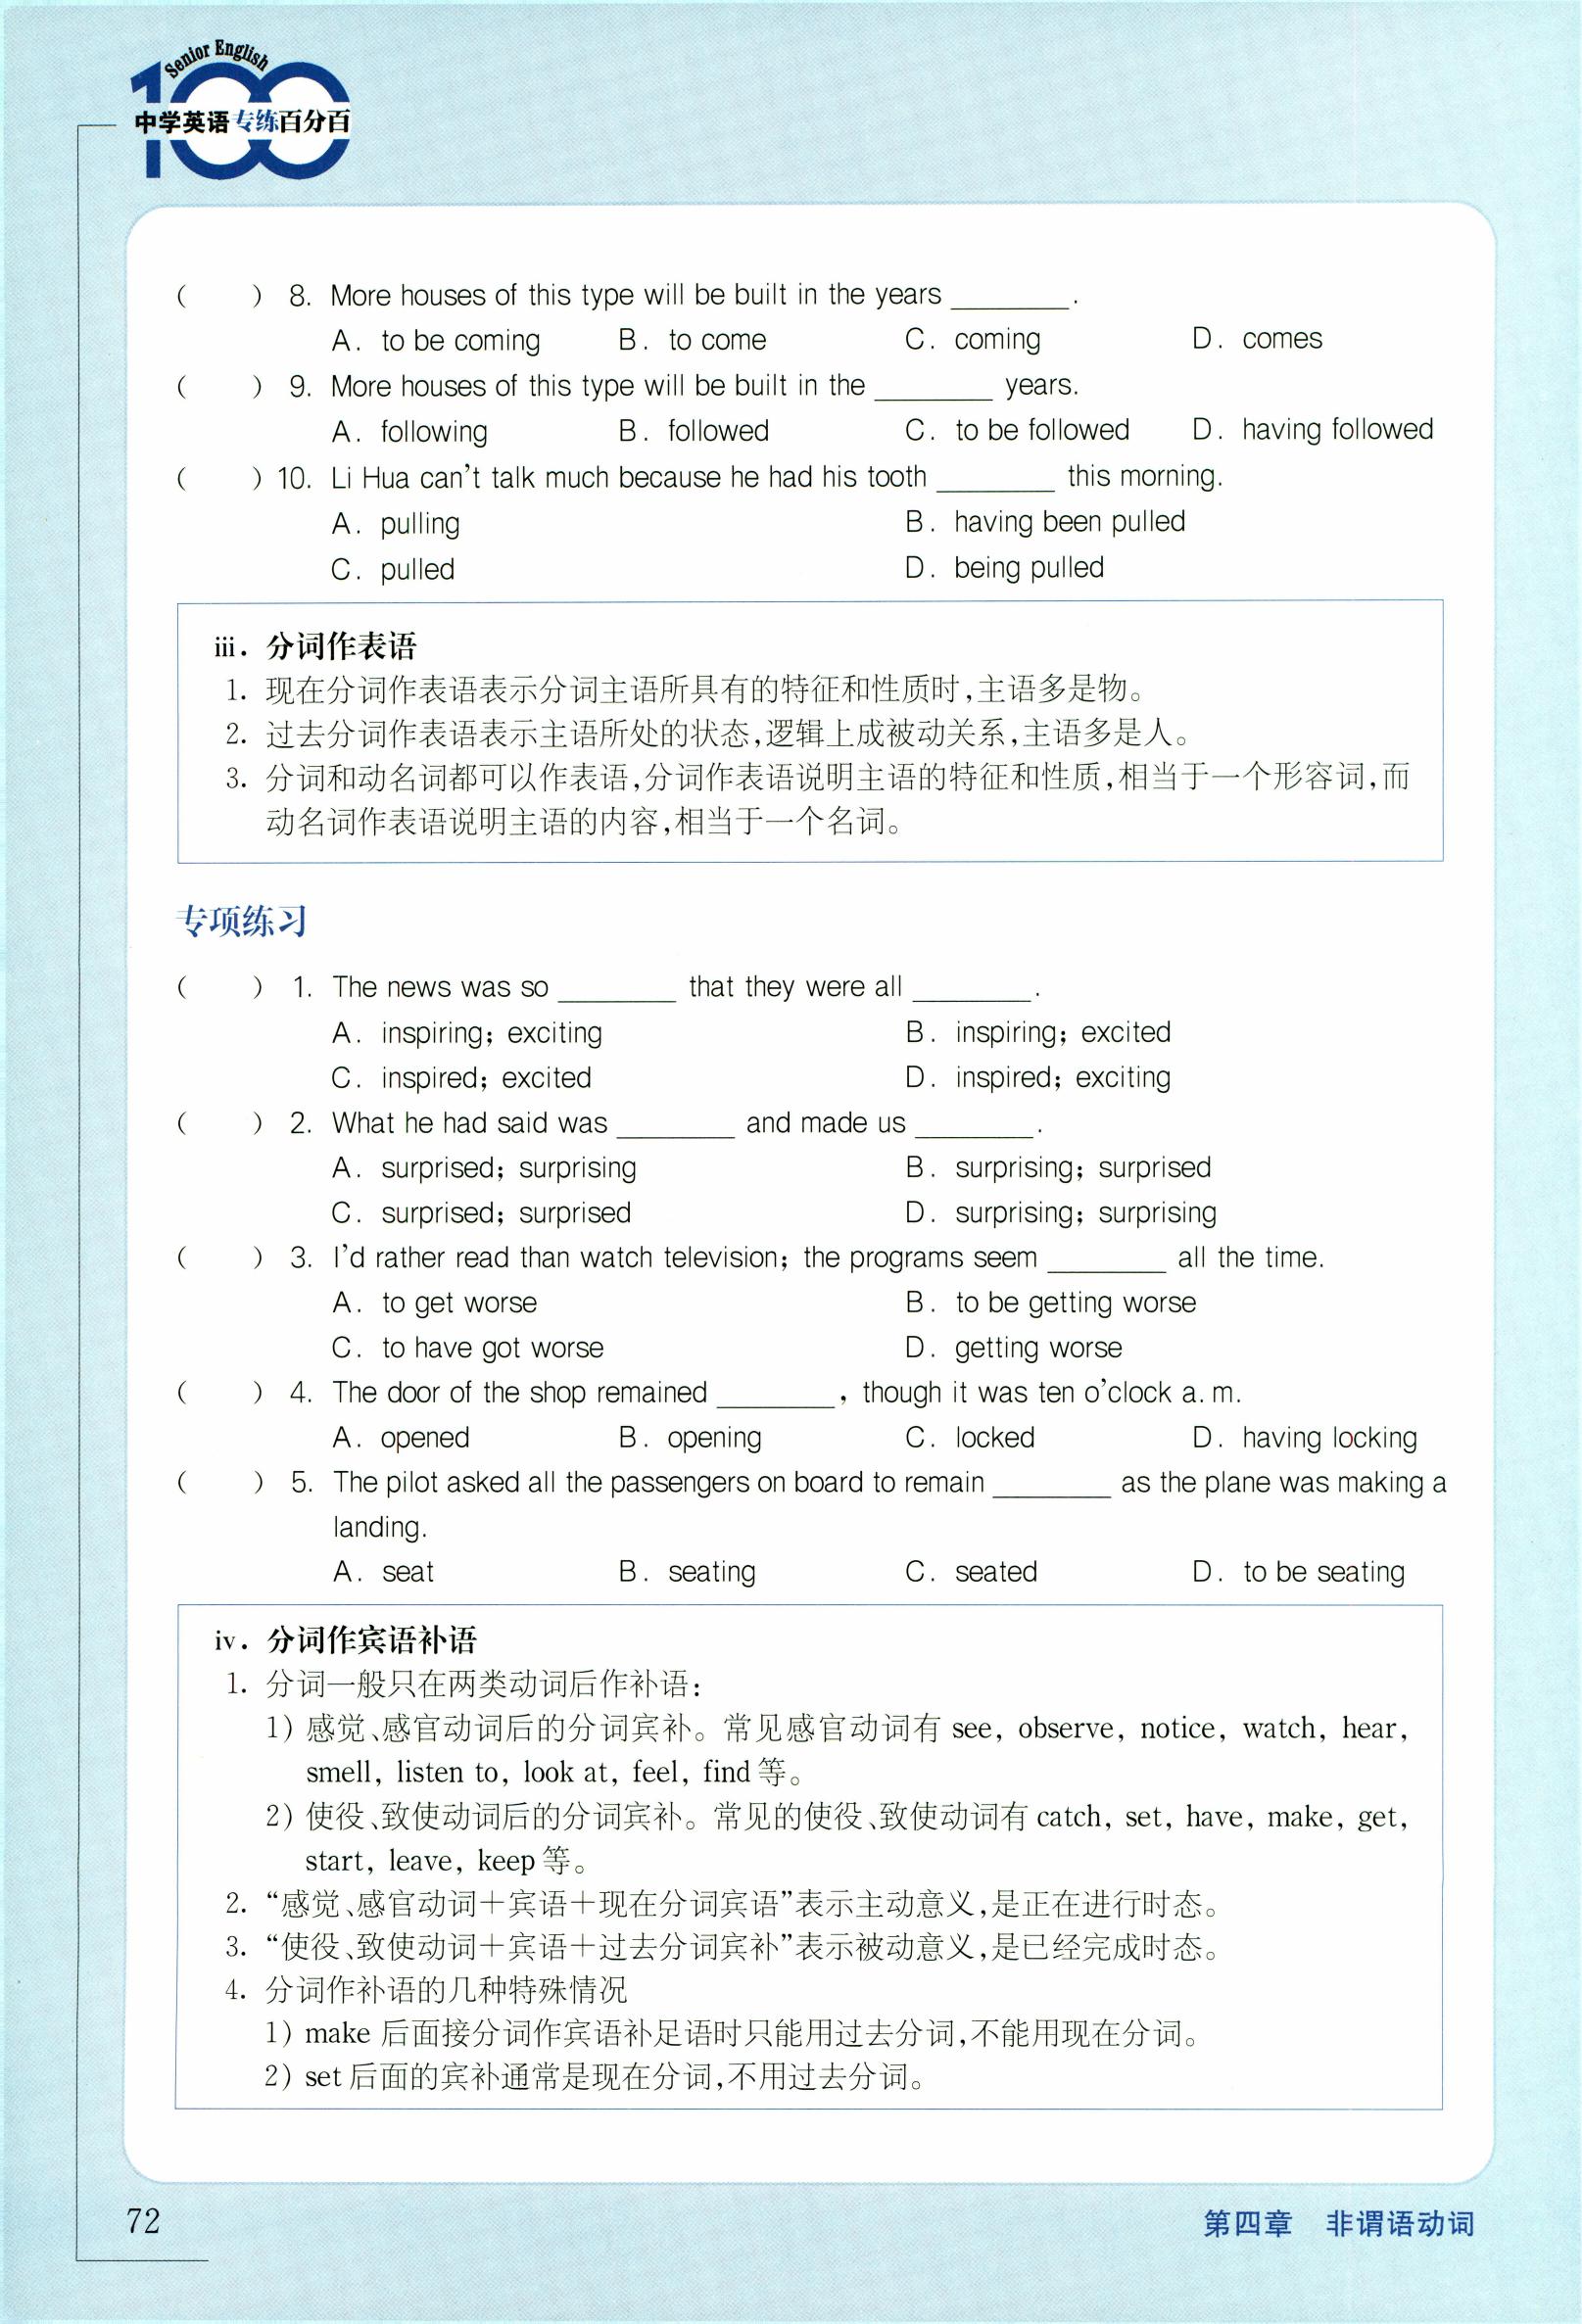 Senior English
100
中学英语专练百分百
( ) 8. More houses of this type will be built in the years ________.
A. to be coming B. to come C. coming D. comes
( ) 9. More houses of this type will be built in the ________ years.
A. following B. followed C. to be followed D. having followed
( ) 10. Li Hua can't talk much because he had his tooth ________ this morning.
A. pulling B. having been pulled
C. pulled D. being pulled
iii. 分词作表语
1. 现在分词作表语表示分词主语所具有的特征和性质时,主语多是物。
2. 过去分词作表语表示主语所处的状态,逻辑上成被动关系,主语多是人。
3. 分词和动名词都可以作表语,分词作表语说明主语的特征和性质,相当于一个形容词,而
动名词作表语说明主语的内容,相当于一个名词。
专项练习
( ) 1. The news was so ________ that they were all ________.
A. inspiring; exciting B. inspiring; excited
C. inspired; excited D. inspired; exciting
( ) 2. What he had said was ________ and made us ________.
A. surprised; surprising B. surprising; surprised
C. surprised; surprised D. surprising; surprising
( ) 3. I'd rather read than watch television; the programs seem ________ all the time.
A. to get worse B. to be getting worse
C. to have got worse D. getting worse
( ) 4. The door of the shop remained ________, though it was ten o'clock a.m.
A. opened B. opening C. locked D. having locking
( ) 5. The pilot asked all the passengers on board to remain ________ as the plane was making a
landing.
A. seat B. seating C. seated D. to be seating
iv. 分词作宾语补语
1. 分词一般只在两类动词后作补语:
1) 感觉、感官动词后的分词宾补。常见感官动词有 see, observe, notice, watch, hear,
smell, listen to, look at, feel, find等。
2) 使役、致使动词后的分词宾补。常见的使役、致使动词有 catch, set, have, make, get,
start, leave, keep等。
2. “感觉、感官动词+宾语+现在分词宾语”表示主动意义,是正在进行时态。
3. “使役、致使动词+宾语+过去分词宾补”表示被动意义,是已经完成时态。
4. 分词作补语的几种特殊情况
1) make 后面接分词作宾语补足语时只能用过去分词,不能用现在分词。
2) set后面的宾补通常是现在分词,不用过去分词。
72
第四章 非谓语动词